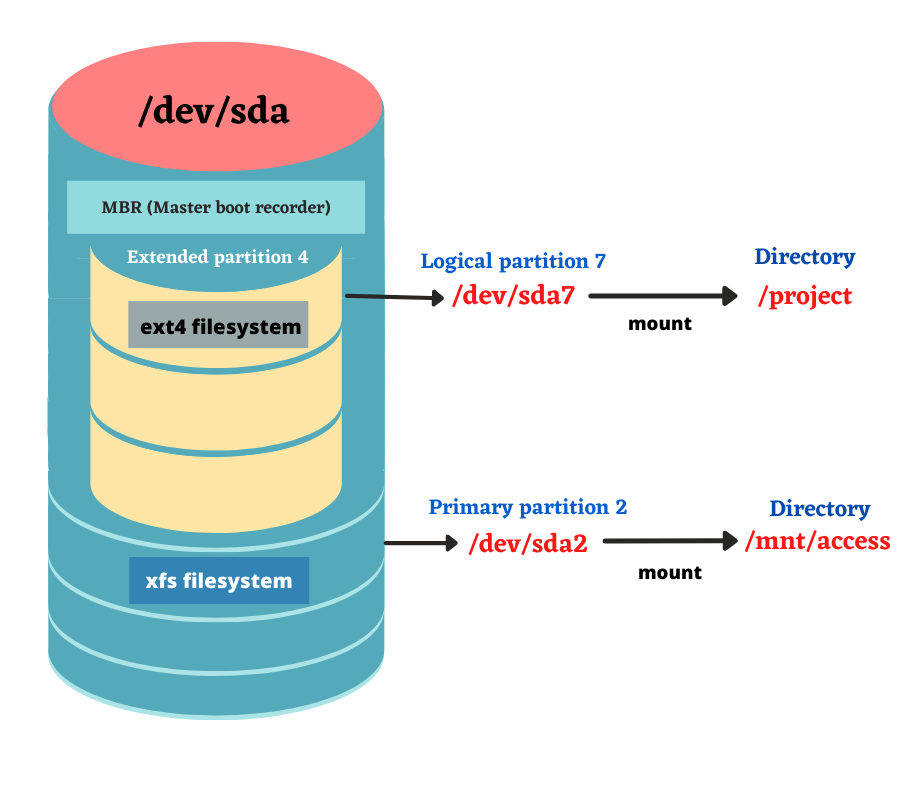 /dev/sda
MBR (Master boot recorder)
Extended partition 4
ext4 filesystem
Logical partition 7
/dev/sda7
mount
Directory
/project
xfs filesystem
Primary partition 2
/dev/sda2
mount
Directory
/mnt/access